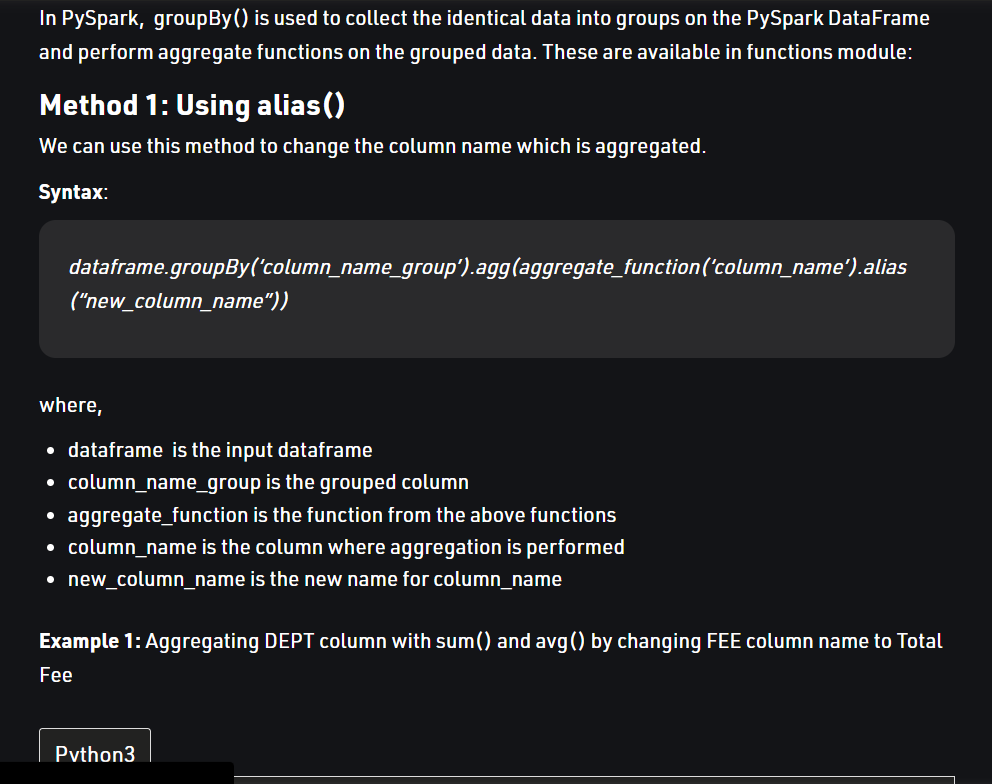 In PySpark,  groupBy() is used to collect the identical data into groups on the PySpark DataFrame
and perform aggregate functions on the grouped data. These are available in functions module:
Method 1: Using alias()
We can use this method to change the column name which is aggregated.
Syntax:
dataframe.groupBy(‘column_name_group’).agg(aggregate_function(‘column_name’).alias
(“new_column_name”))
where,
• dataframe  is the input dataframe
• column_name_group is the grouped column
• aggregate_function is the function from the above functions
• column_name is the column where aggregation is performed
• new_column_name is the new name for column_name
Example 1: Aggregating DEPT column with sum() and avg() by changing FEE column name to Total
Fee
Python3